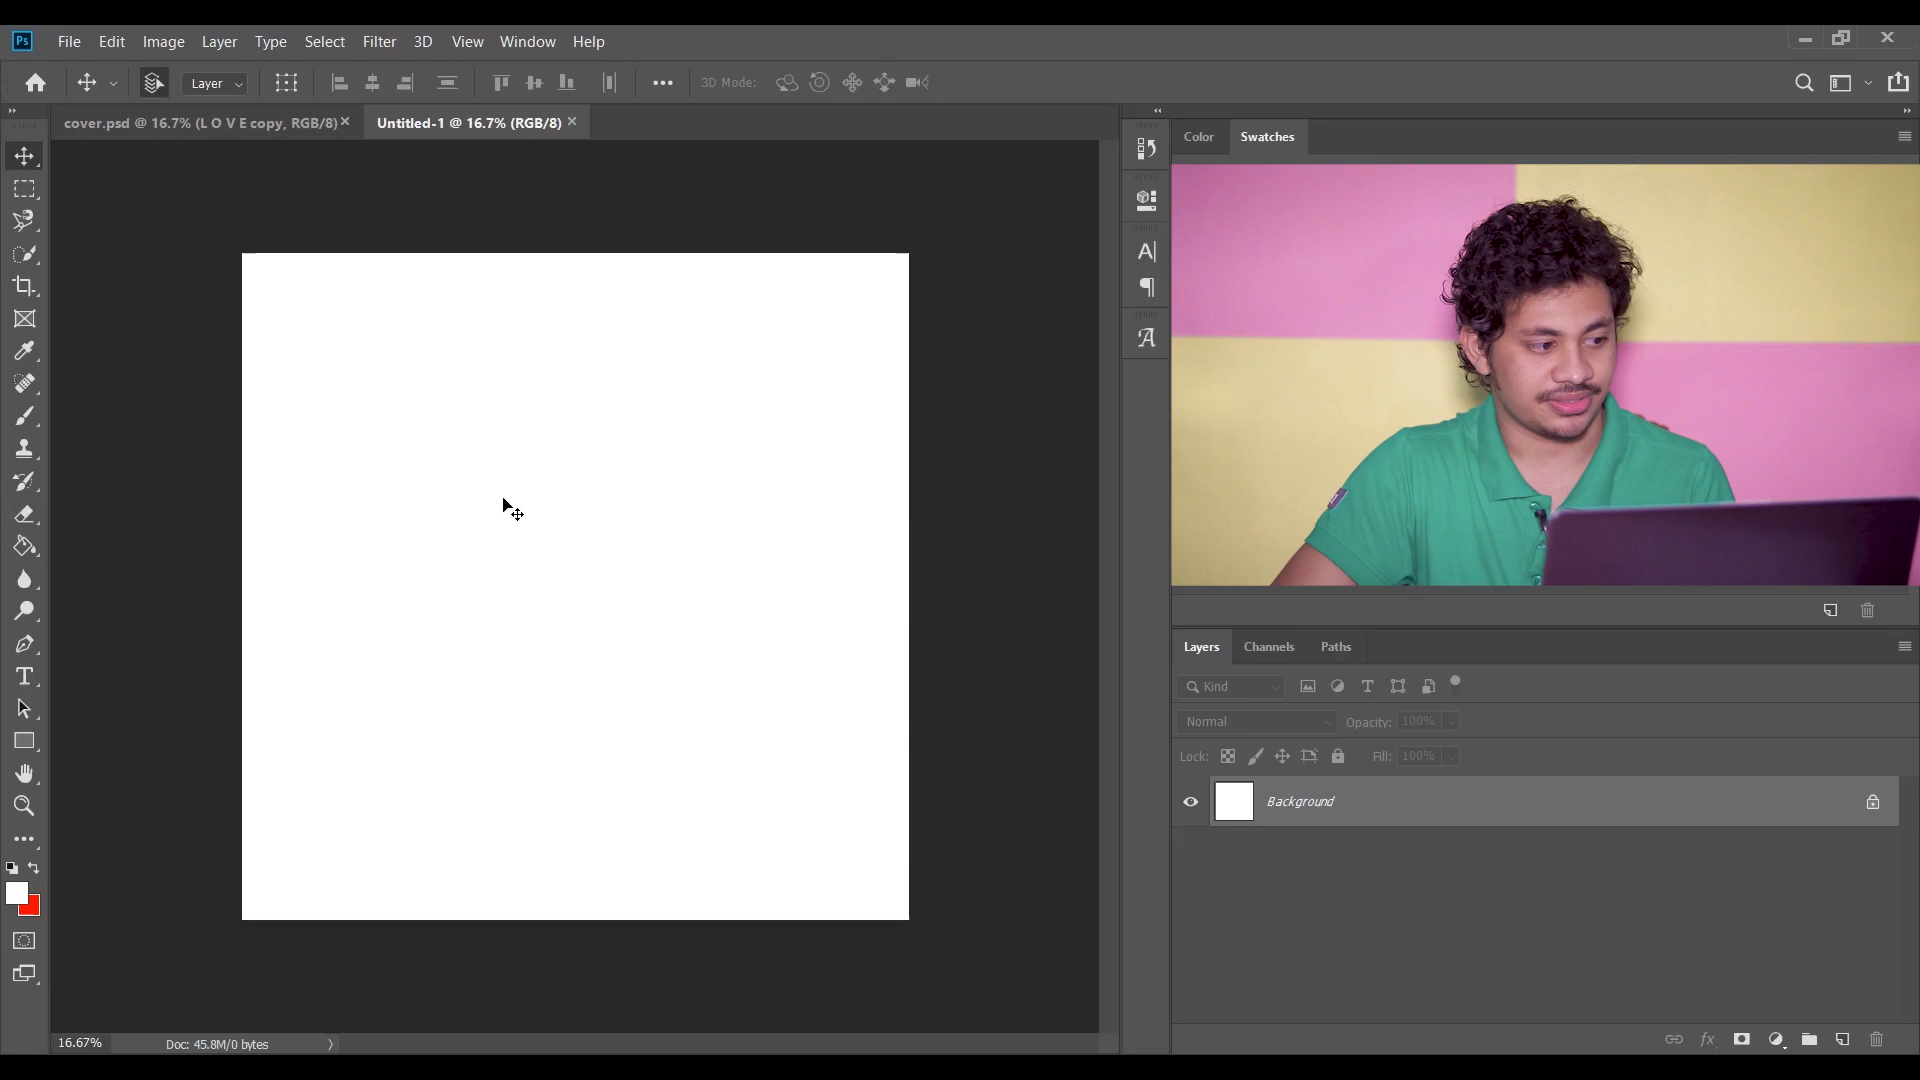 Ps File Edit Image Layer Type Select Filter 3D View Window Help
Layer 3D Mode:
cover.psd @ 16.7% (L O V E copy, RGB/8) Untitled-1 @ 16.7% (RGB/8)
Color Swatches
Layers Channels Paths
Kind
Normal Opacity: 100%
Lock: Fill: 100%
Background
fx
16.67% Doc: 45.8M/0 bytes